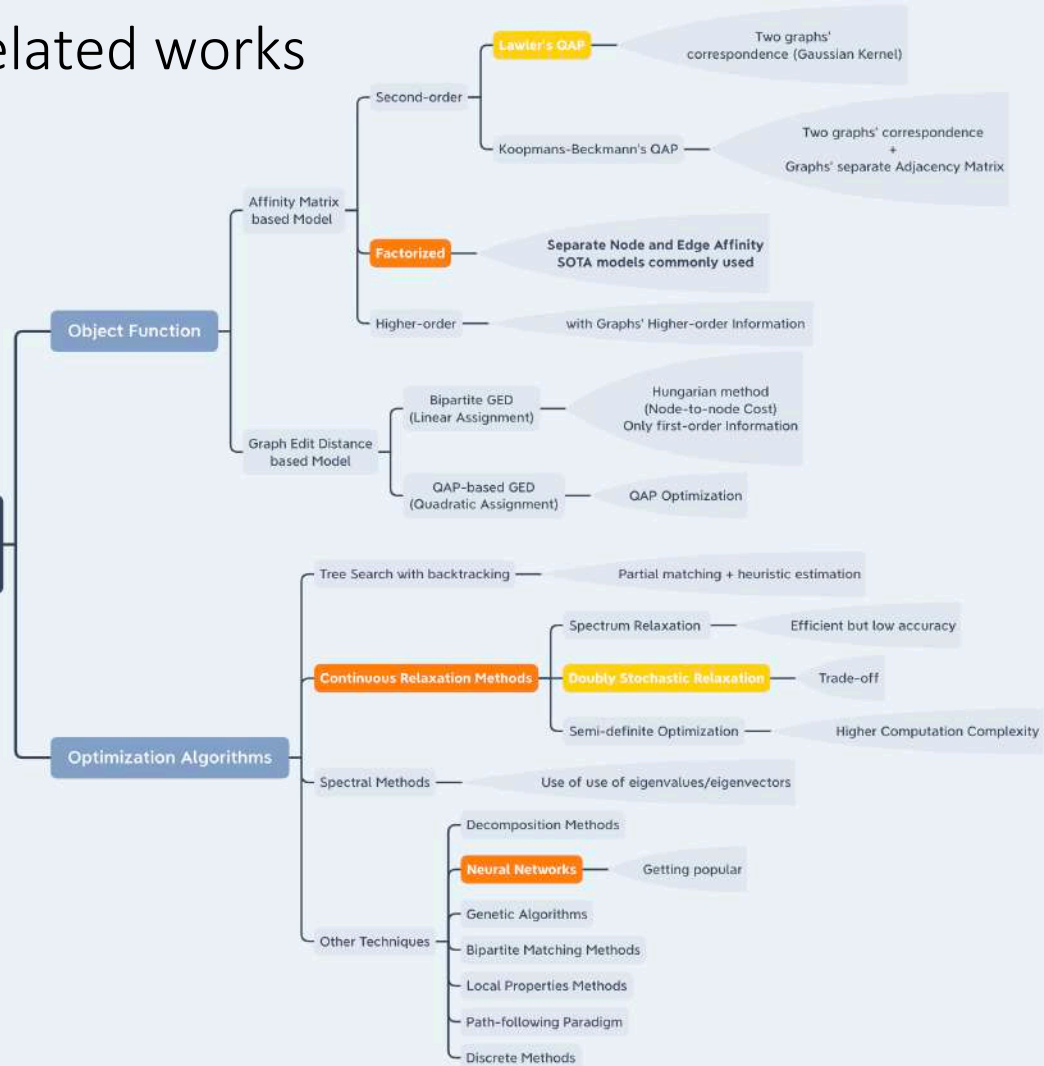 elated works
Object Function
Affinity Matrix
based Model
Second-order
Lawler's QAP
Two graphs'
correspondence (Gaussian Kernel)
Koopmans-Beckmann's QAP
Two graphs' correspondence
+
Graphs' separate Adjacency Matrix
Factorized
Separate Node and Edge Affinity
SOTA models commonly used
Higher-order
with Graphs' Higher-order Information
Graph Edit Distance
based Model
Bipartite GED
(Linear Assignment)
Hungarian method
(Node-to-node Cost)
Only first-order Information
QAP-based GED
(Quadratic Assignment)
QAP Optimization
Optimization Algorithms
Tree Search with backtracking
Partial matching + heuristic estimation
Continuous Relaxation Methods
Spectrum Relaxation
Efficient but low accuracy
Doubly Stochastic Relaxation
Trade-off
Semi-definite Optimization
Higher Computation Complexity
Spectral Methods
Use of use of eigenvalues/eigenvectors
Other Techniques
Decomposition Methods
Neural Networks
Getting popular
Genetic Algorithms
Bipartite Matching Methods
Local Properties Methods
Path-following Paradigm
Discrete Methods